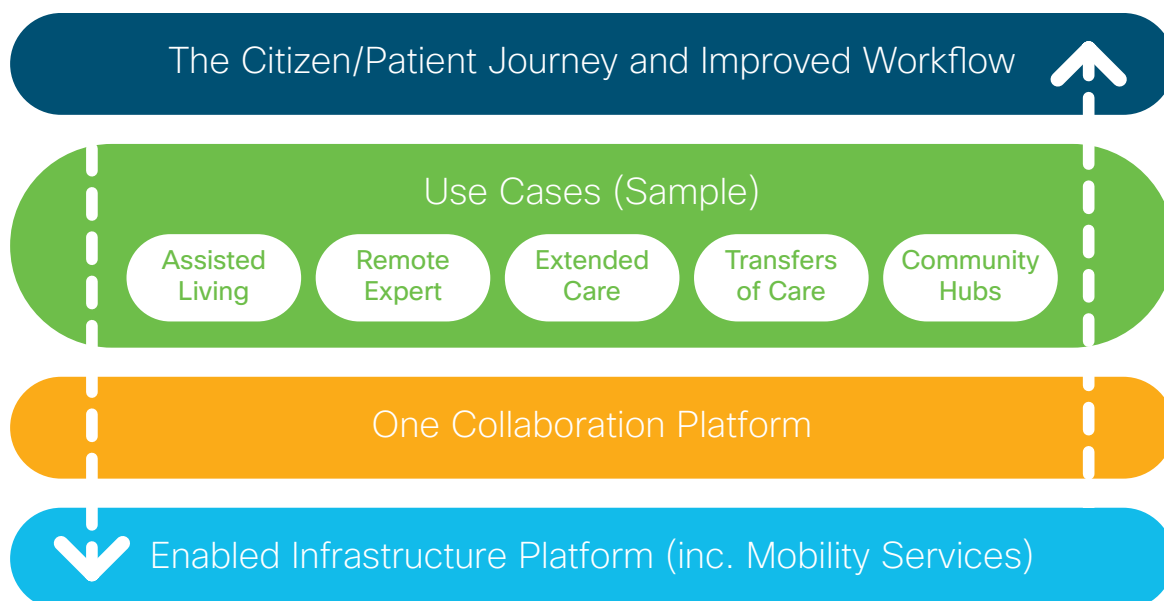 The Citizen/Patient Journey and Improved Workflow
Use Cases (Sample)
Assisted
Living
Remote
Expert
Extended
Care
Transfers
of Care
Community
Hubs
One Collaboration Platform
Enabled Infrastructure Platform (inc. Mobility Services)